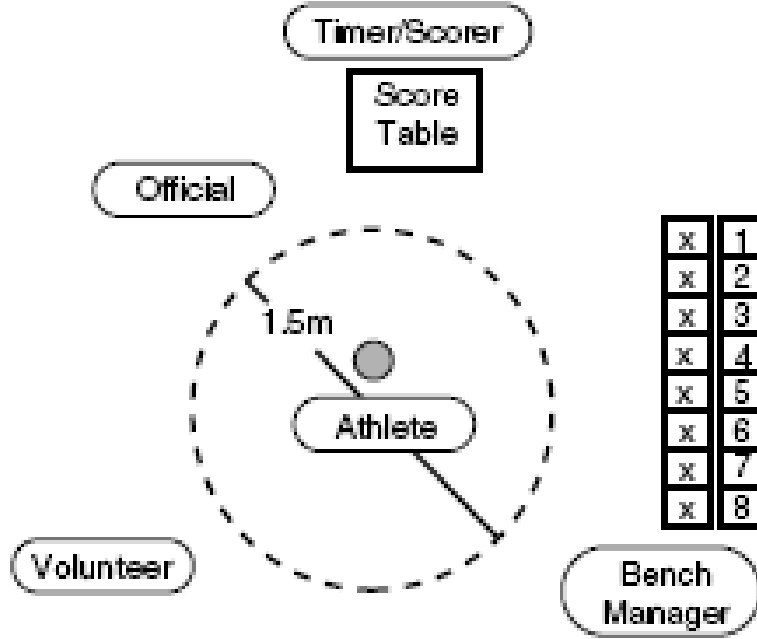 Timer/Scorer
Score
Table
Official
1.5m
Athlete
x 1
x 2
x 3
x 4
x 5
x 6
x 7
x 8
Volunteer
Bench
Manager